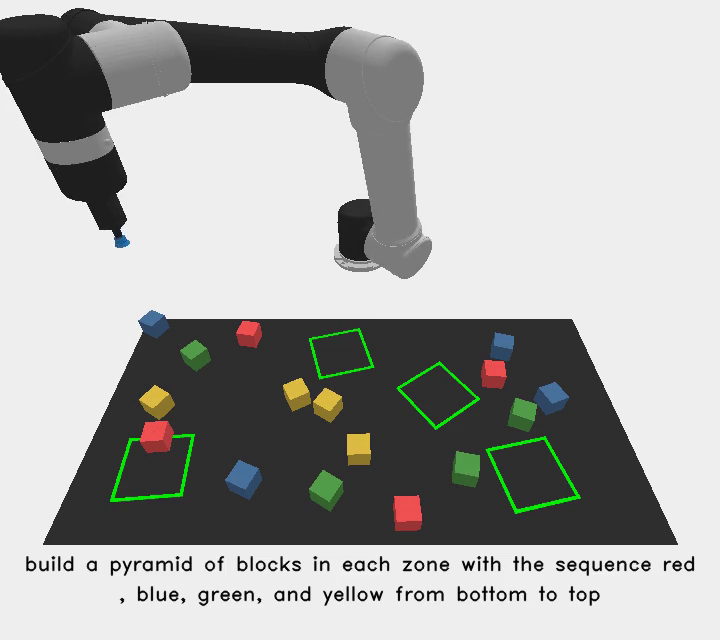 build a pyramid of blocks in each zone with the sequence red
, blue, green, and yellow from bottom to top